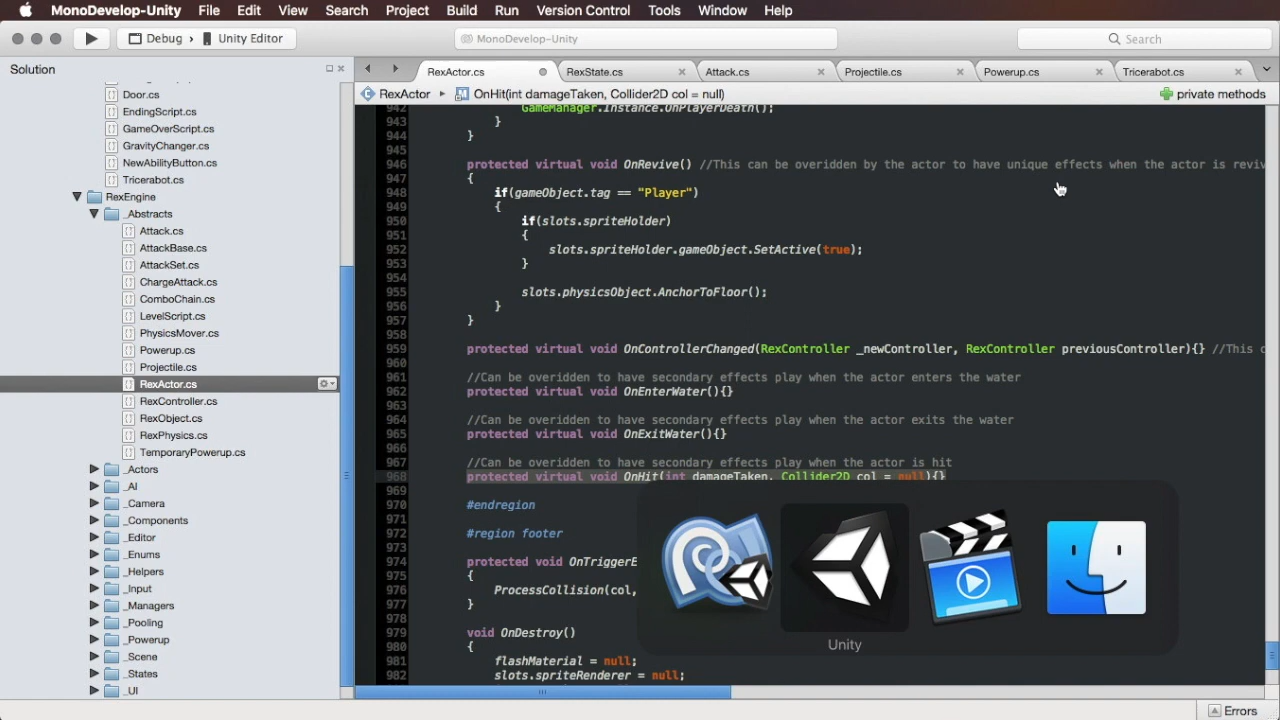 MonoDevelop-Unity File Edit View Search Project Build Run Version Control Tools Window Help
Debug › Unity Editor
MonoDevelop-Unity
Search
Solution
RexActor.cs
RexState.cs
Attack.cs
Projectile.cs
Powerup.cs
Tricerabot.cs
RexActor ▸ OnHit(int damageTaken, Collider2D col = null)
private methods
Door.cs
EndingScript.cs
GameOverScript.cs
GravityChanger.cs
NewAbilityButton.cs
Tricerabot.cs
RexEngine
_Abstracts
Attack.cs
AttackBase.cs
AttackSet.cs
ChargeAttack.cs
ComboChain.cs
LevelScript.cs
PhysicsMover.cs
Powerup.cs
Projectile.cs
RexActor.cs
RexController.cs
RexObject.cs
RexPhysics.cs
TemporaryPowerup.cs
_Actors
_AI
_Camera
_Components
_Editor
_Enums
_Helpers
_Input
_Managers
_Pooling
_Powerup
_Scene
_States
_UI
942 GameManager.Instance.OnPlayerDeath();
943 }
944 }
945
946 protected virtual void OnRevive() //This can be overidden by the actor to have unique effects when the actor is reviv
947 {
948 if(gameObject.tag == "Player")
949 {
950 if(slots.spriteHolder)
951 {
952 slots.spriteHolder.gameObject.SetActive(true);
953 }
954
955 slots.physicsObject.AnchorToFloor();
956 }
957 }
958
959 protected virtual void OnControllerChanged(RexController _newController, RexController previousController){} //This c
960
961 //Can be overidden to have secondary effects play when the actor enters the water
962 protected virtual void OnEnterWater(){}
963
964 //Can be overidden to have secondary effects play when the actor exits the water
965 protected virtual void OnExitWater(){}
966
967 //Can be overidden to have secondary effects play when the actor is hit
968 protected virtual void OnHit(int damageTaken, Collider2D col = null){}
969
970 #endregion
971
972 #region footer
973
974 protected void OnTriggerE
975 {
976 ProcessCollision(col,
977 }
978
979 void OnDestroy()
980 {
981 flashMaterial = null;
982 slots.spriteRenderer = null;
Unity
Errors